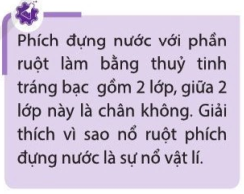 Phích đựng nước với phần
ruột làm bằng thuỷ tinh
tráng bạc gồm 2 lớp, giữa 2
lớp này là chân không. Giải
thích vì sao nổ ruột phích
đựng nước là sự nổ vật lí.